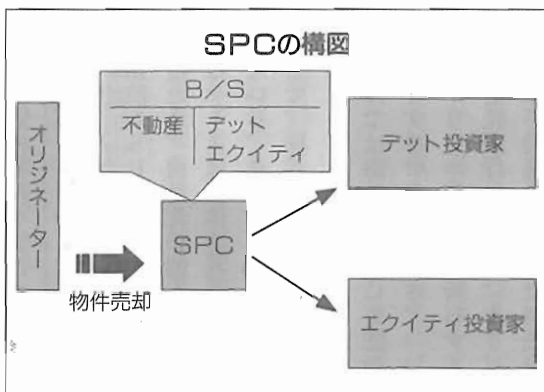 SPCの構図
B／S
不動産
デット
エクイティ
オリジネーター
SPC
物件売却
デット投資家
エクイティ投資家